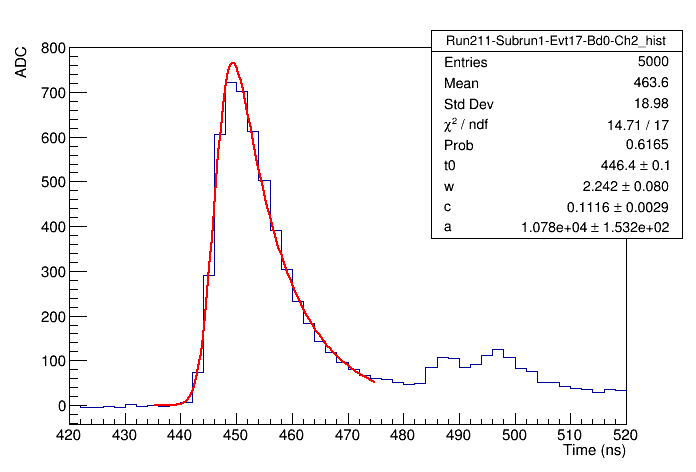 Run211-Subrun1-Evt17-Bd0-Ch2_hist
Entries 5000
Mean 463.6
Std Dev 18.98
χ² / ndf 14.71 / 17
Prob 0.6165
t0 446.4 ± 0.1
w 2.242 ± 0.080
c 0.1116 ± 0.0029
a 1.078e+04 ± 1.532e+02
ADC
800
700
600
500
400
300
200
100
0
420 430 440 450 460 470 480 490 500 510 520
Time (ns)